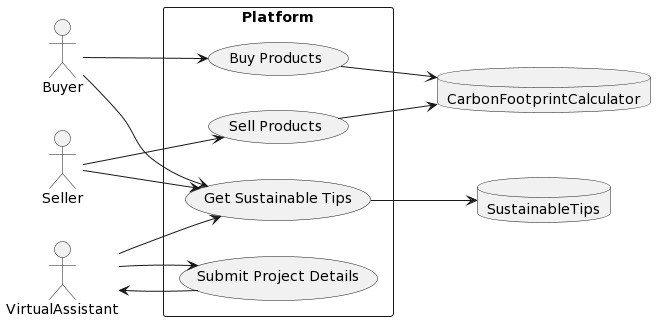 Platform
Buy Products
Buyer
CarbonFootprintCalculator
Sell Products
Seller
Get Sustainable Tips
SustainableTips
Submit Project Details
VirtualAssistant